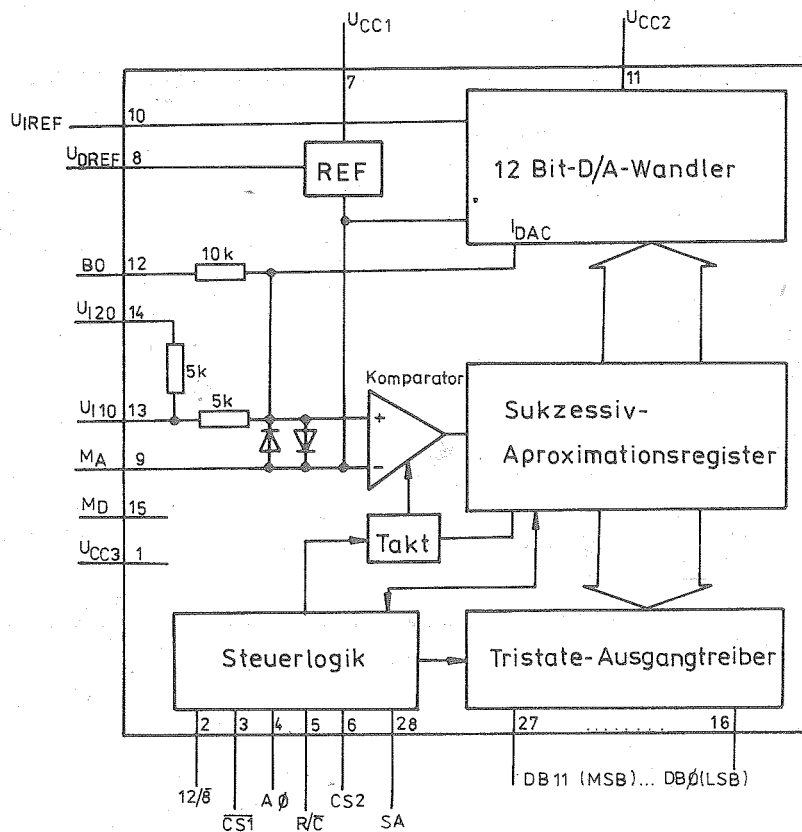 UCC1
UCC2
7
11
UIREF 10
UDREF 8
REF
12 Bit-D/A-Wandler
IDAC
B0 12
10k
UI20 14
5k
Komparator
UI10 13
5k
+
Sukzessiv-
Aproximationsregister
MA 9
−
MD 15
Takt
UCC3 1
Steuerlogik
Tristate-Ausgangtreiber
2 3 4 5 6 28
27 ....... 16
12/8̅
C̅S̅1̅
AØ
R/C̅
CS2
SA
DB11 (MSB)... DBØ(LSB)